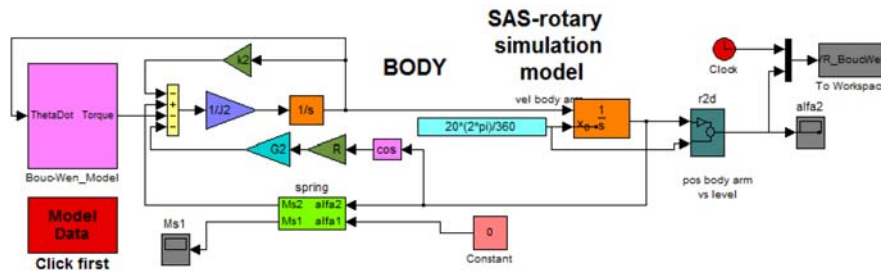 SAS-rotary
simulation
model
BODY
k2
ThetaDot Torque
Bouc-Wen_Model
-
+
-
-
1/J2
1/s
vel body arm
20*(2*pi)/360
1
x₀ s
Clock
To Workspace
r2d
alfa2
G2
R
cos
pos body arm
vs level
spring
Ms2 alfa2
Ms1 alfa1
Ms1
0
Constant
Model
Data
Click first